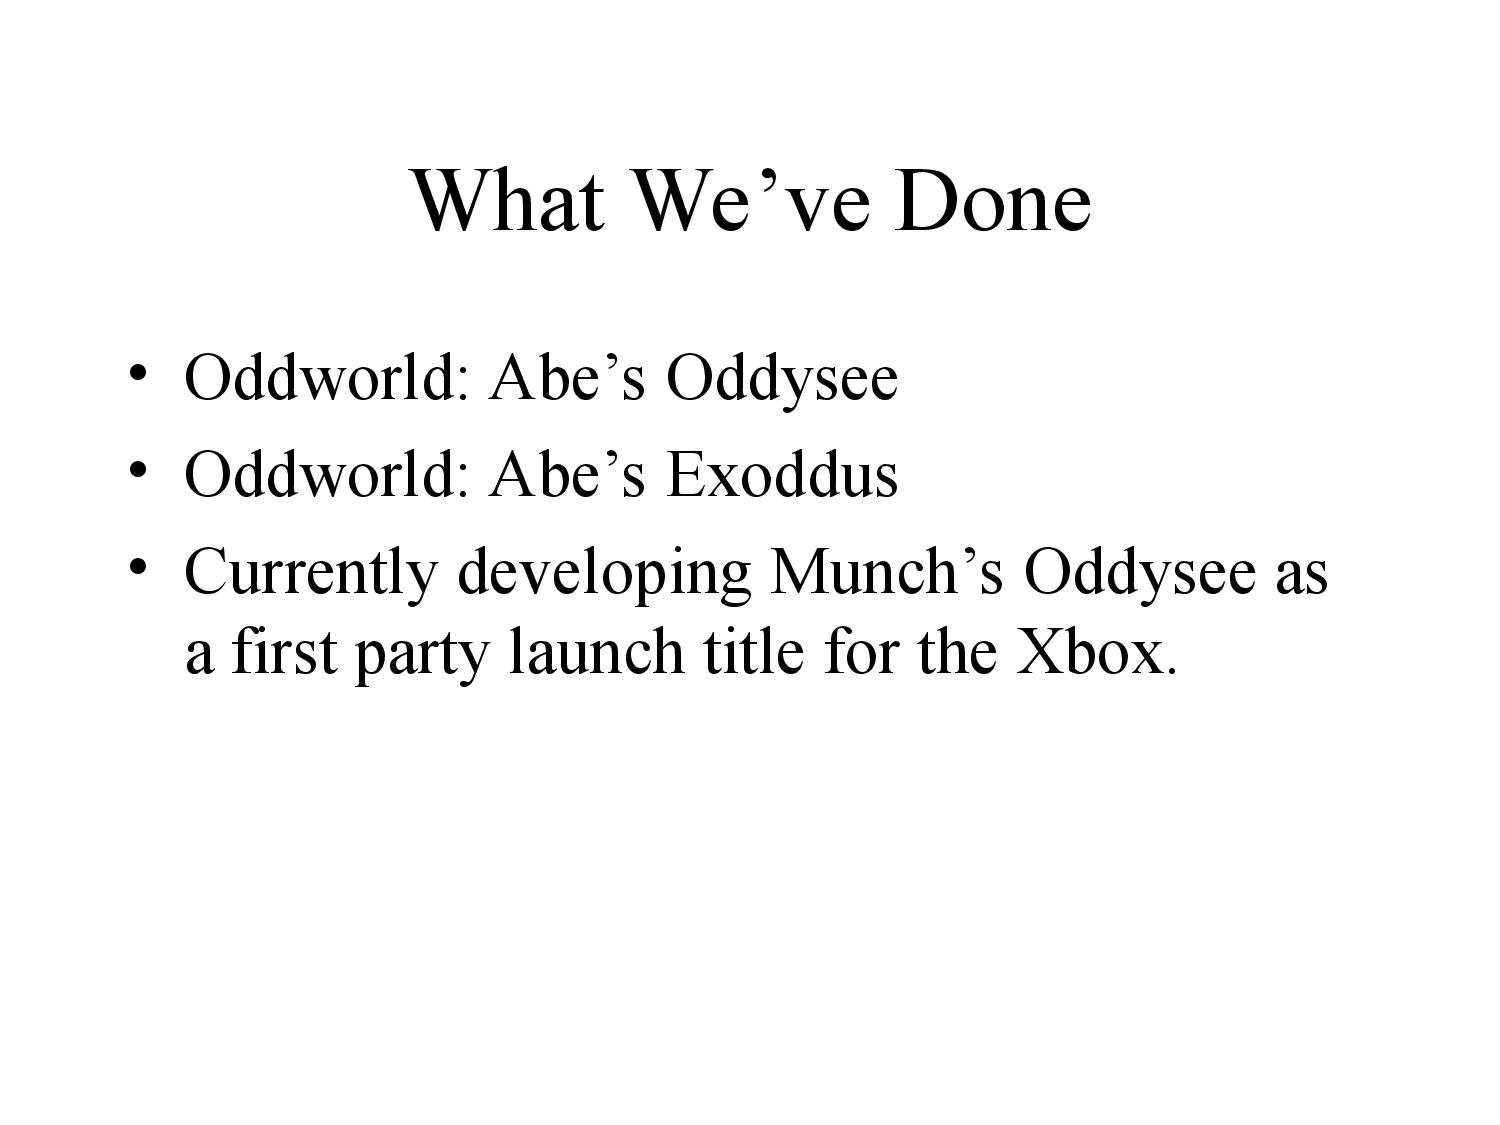 What We’ve Done
• Oddworld: Abe’s Oddysee
• Oddworld: Abe’s Exoddus
• Currently developing Munch’s Oddysee as
a first party launch title for the Xbox.